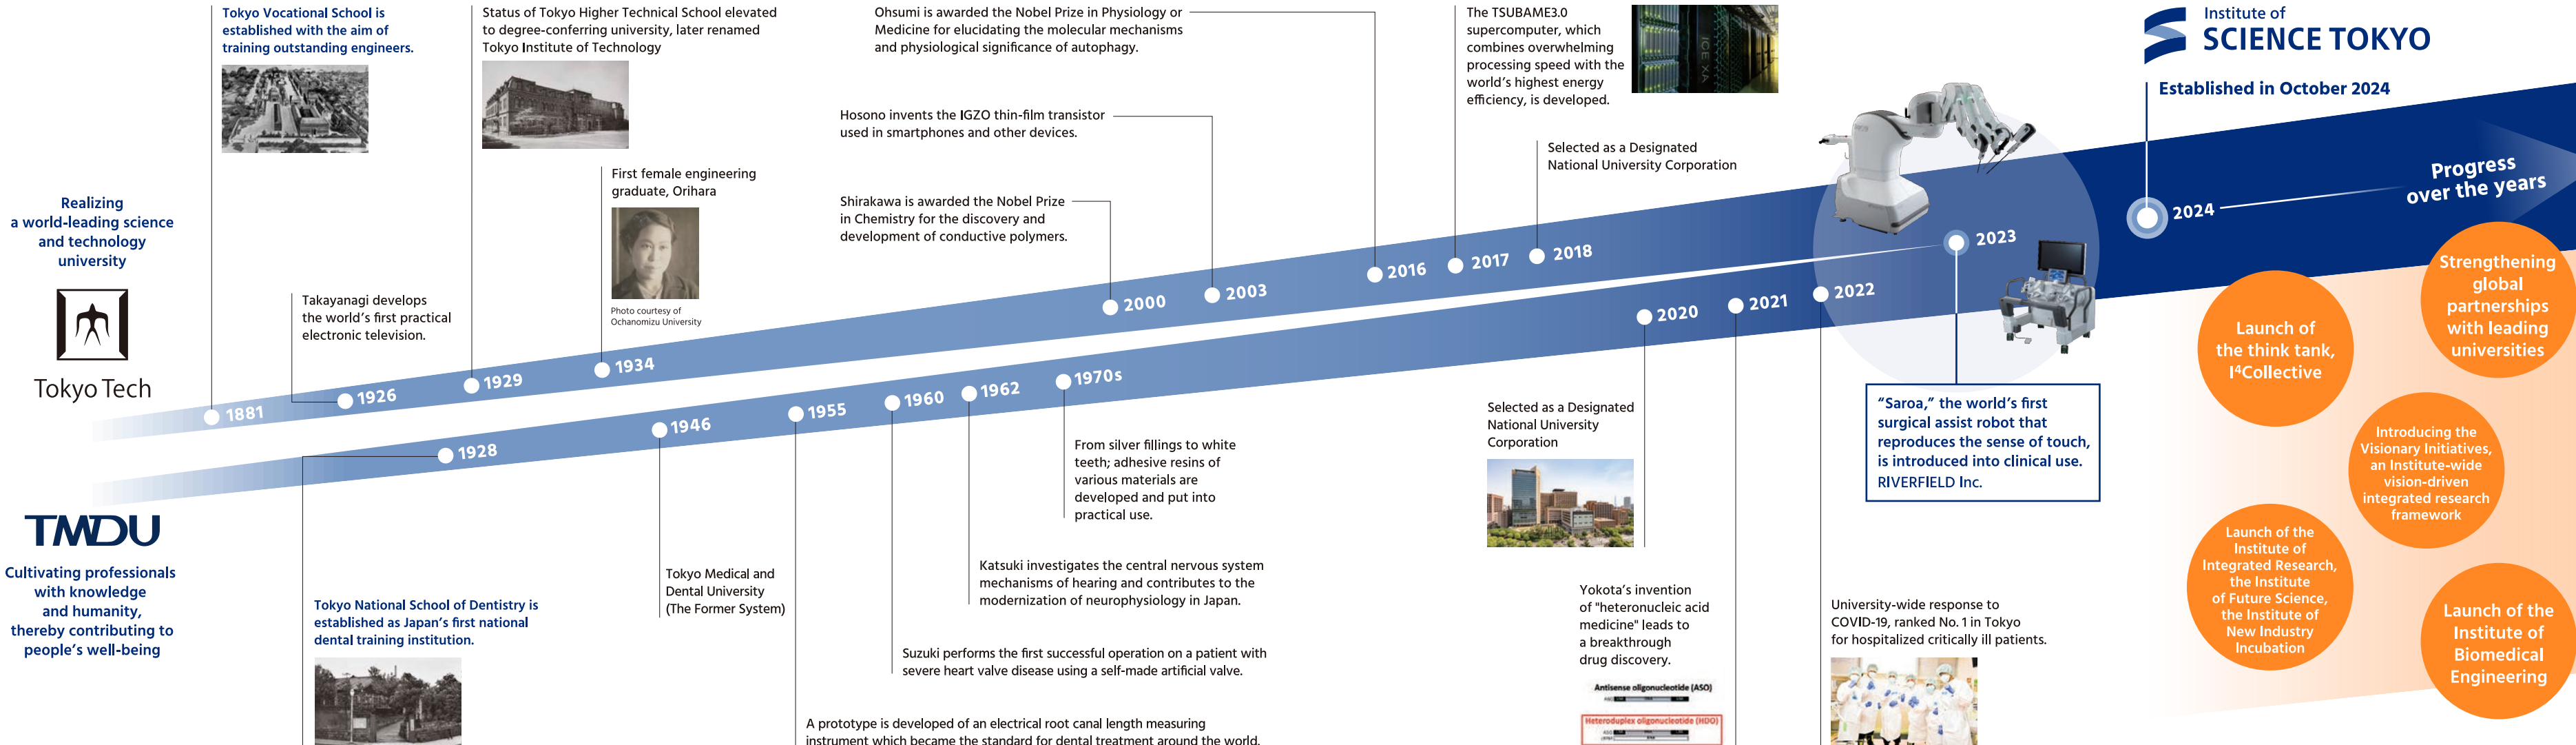 Tokyo Vocational School is
established with the aim of
training outstanding engineers.
Status of Tokyo Higher Technical School elevated
to degree-conferring university, later renamed
Tokyo Institute of Technology
Ohsumi is awarded the Nobel Prize in Physiology or
Medicine for elucidating the molecular mechanisms
and physiological significance of autophagy.
The TSUBAME3.0
supercomputer, which
combines overwhelming
processing speed with the
world's highest energy
efficiency, is developed.
ICE XA
Institute of
SCIENCE TOKYO
Established in October 2024
Hosono invents the IGZO thin-film transistor
used in smartphones and other devices.
Selected as a Designated
National University Corporation
First female engineering
graduate, Orihara
Photo courtesy of
Ochanomizu University
Shirakawa is awarded the Nobel Prize
in Chemistry for the discovery and
development of conductive polymers.
Realizing
a world-leading science
and technology
university
Tokyo Tech
Takayanagi develops
the world's first practical
electronic television.
1881
1926
1929
1934
2000
2003
2016
2017
2018
2023
2024
Progress
over the years
1928
1946
1955
1960
1962
1970s
2020
2021
2022
TMDU
Cultivating professionals
with knowledge
and humanity,
thereby contributing to
people's well-being
Tokyo National School of Dentistry is
established as Japan's first national
dental training institution.
Tokyo Medical and
Dental University
(The Former System)
From silver fillings to white
teeth; adhesive resins of
various materials are
developed and put into
practical use.
Katsuki investigates the central nervous system
mechanisms of hearing and contributes to the
modernization of neurophysiology in Japan.
Suzuki performs the first successful operation on a patient with
severe heart valve disease using a self-made artificial valve.
A prototype is developed of an electrical root canal length measuring
instrument which became the standard for dental treatment around the world.
Selected as a Designated
National University
Corporation
Yokota's invention
of "heteronucleic acid
medicine" leads to
a breakthrough
drug discovery.
Antisense oligonucleotide (ASO)
Heteroduplex oligonucleotide (HDO)
"Saroa," the world's first
surgical assist robot that
reproduces the sense of touch,
is introduced into clinical use.
RIVERFIELD Inc.
University-wide response to
COVID-19, ranked No. 1 in Tokyo
for hospitalized critically ill patients.
Launch of
the think tank,
I⁴Collective
Strengthening
global
partnerships
with leading
universities
Introducing the
Visionary Initiatives,
an Institute-wide
vision-driven
integrated research
framework
Launch of the
Institute of
Integrated Research,
the Institute
of Future Science,
the Institute of
New Industry
Incubation
Launch of the
Institute of
Biomedical
Engineering